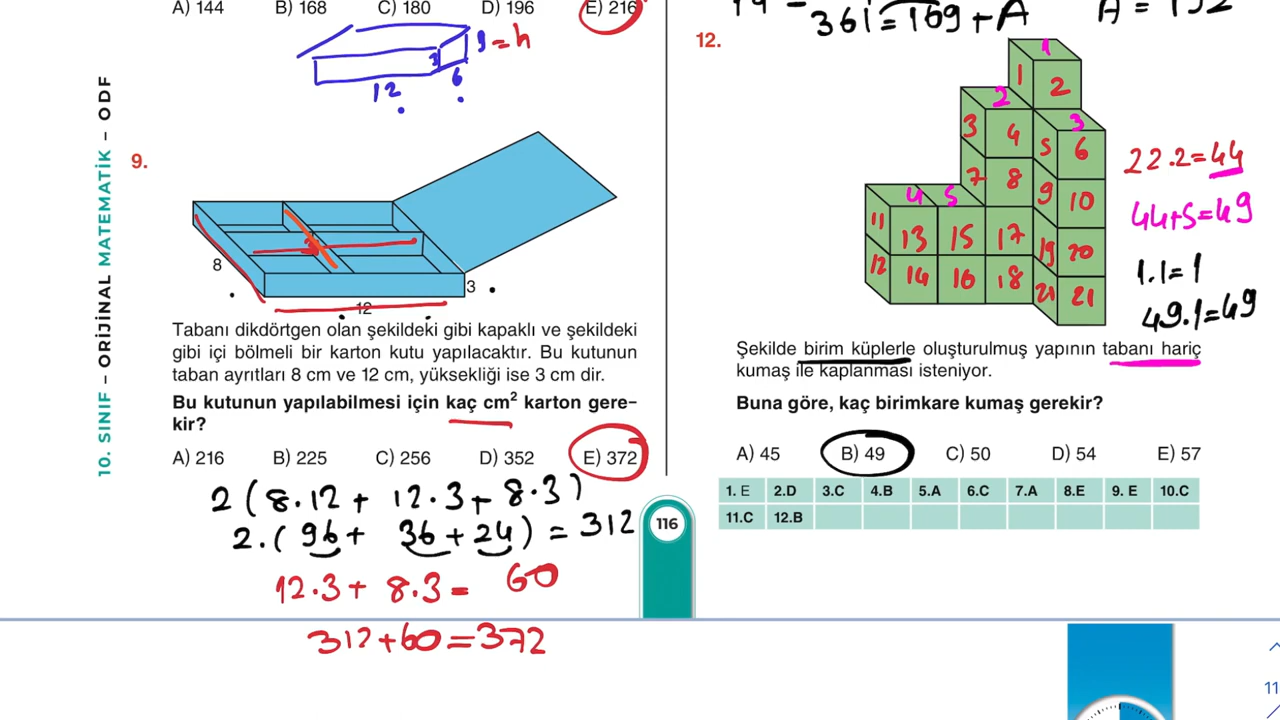 A) 144 B) 168 C) 180 D) 196 E) 216
9 = h
3
12
6
10. SINIF – ORİJİNAL MATEMATİK – ODF
9.
8
12
3
Tabanı dikdörtgen olan şekildeki gibi kapaklı ve şekildeki
gibi içi bölmeli bir karton kutu yapılacaktır. Bu kutunun
taban ayrıtları 8 cm ve 12 cm, yüksekliği ise 3 cm dir.
Bu kutunun yapılabilmesi için kaç cm² karton gere–
kir?
A) 216 B) 225 C) 256 D) 352 E) 372
2 ( 8.12 + 12.3 + 8.3 )
2. ( 96 + 36 + 24 ) = 312
12.3 + 8.3 = 60
312 + 60 = 372
116
361 = 169 + A
12.
1
1 2
2 3
3 4 5 6
7 8 9 10
4 5
11 13 15 17 19 20
12 14 16 18 21 21
22.2 = 44
44 + 5 = 49
1.1 = 1
49.1 = 49
Şekilde birim küplerle oluşturulmuş yapının tabanı hariç
kumaş ile kaplanması isteniyor.
Buna göre, kaç birimkare kumaş gerekir?
A) 45 B) 49 C) 50 D) 54 E) 57
1. E 2.D 3.C 4.B 5.A 6.C 7.A 8.E 9. E 10.C
11.C 12.B
11